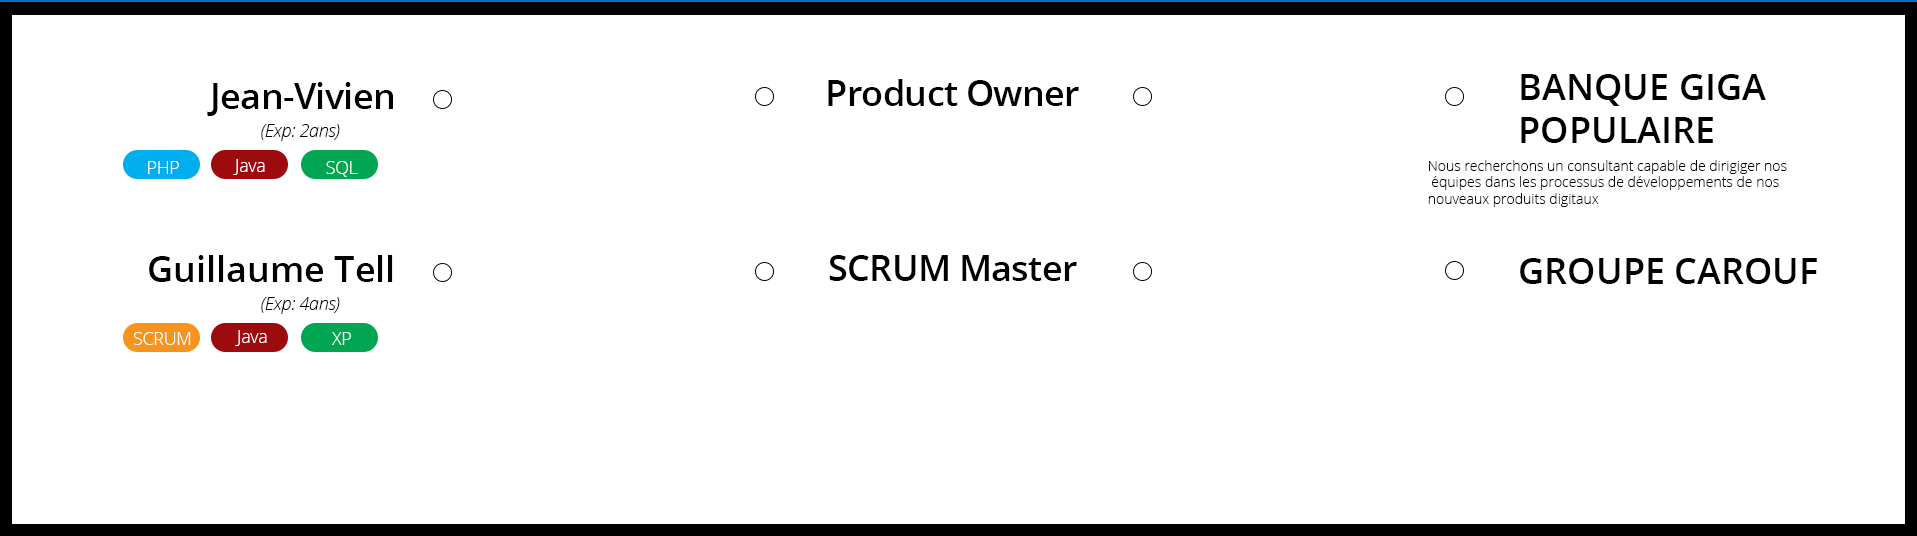 Jean-Vivien
(Exp: 2ans)
PHP Java SQL
Product Owner
BANQUE GIGA
POPULAIRE
Nous recherchons un consultant capable de dirigiger nos
équipes dans les processus de développements de nos
nouveaux produits digitaux
Guillaume Tell
(Exp: 4ans)
SCRUM Java XP
SCRUM Master
GROUPE CAROUF